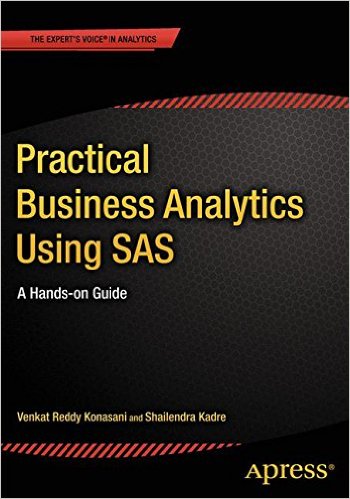 THE EXPERT'S VOICE® IN ANALYTICS
Practical
Business Analytics
Using SAS
A Hands-on Guide
Venkat Reddy Konasani and Shailendra Kadre
Apress®